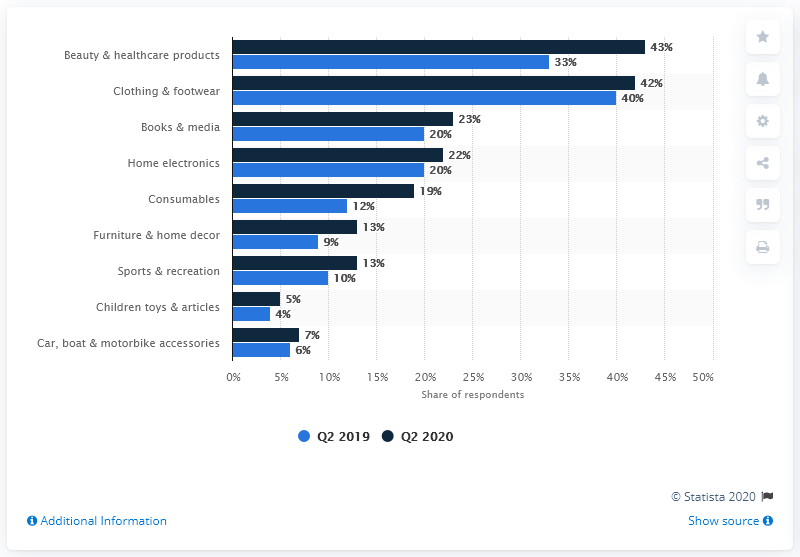 Beauty & healthcare products
43%
33%
Clothing & footwear
42%
40%
Books & media
23%
20%
Home electronics
22%
20%
Consumables
19%
12%
Furniture & home decor
13%
9%
Sports & recreation
13%
10%
Children toys & articles
5%
4%
Car, boat & motorbike accessories
7%
6%
0% 5% 10% 15% 20% 25% 30% 35% 40% 45% 50%
Share of respondents
Q2 2019 Q2 2020
© Statista 2020
Additional Information Show source